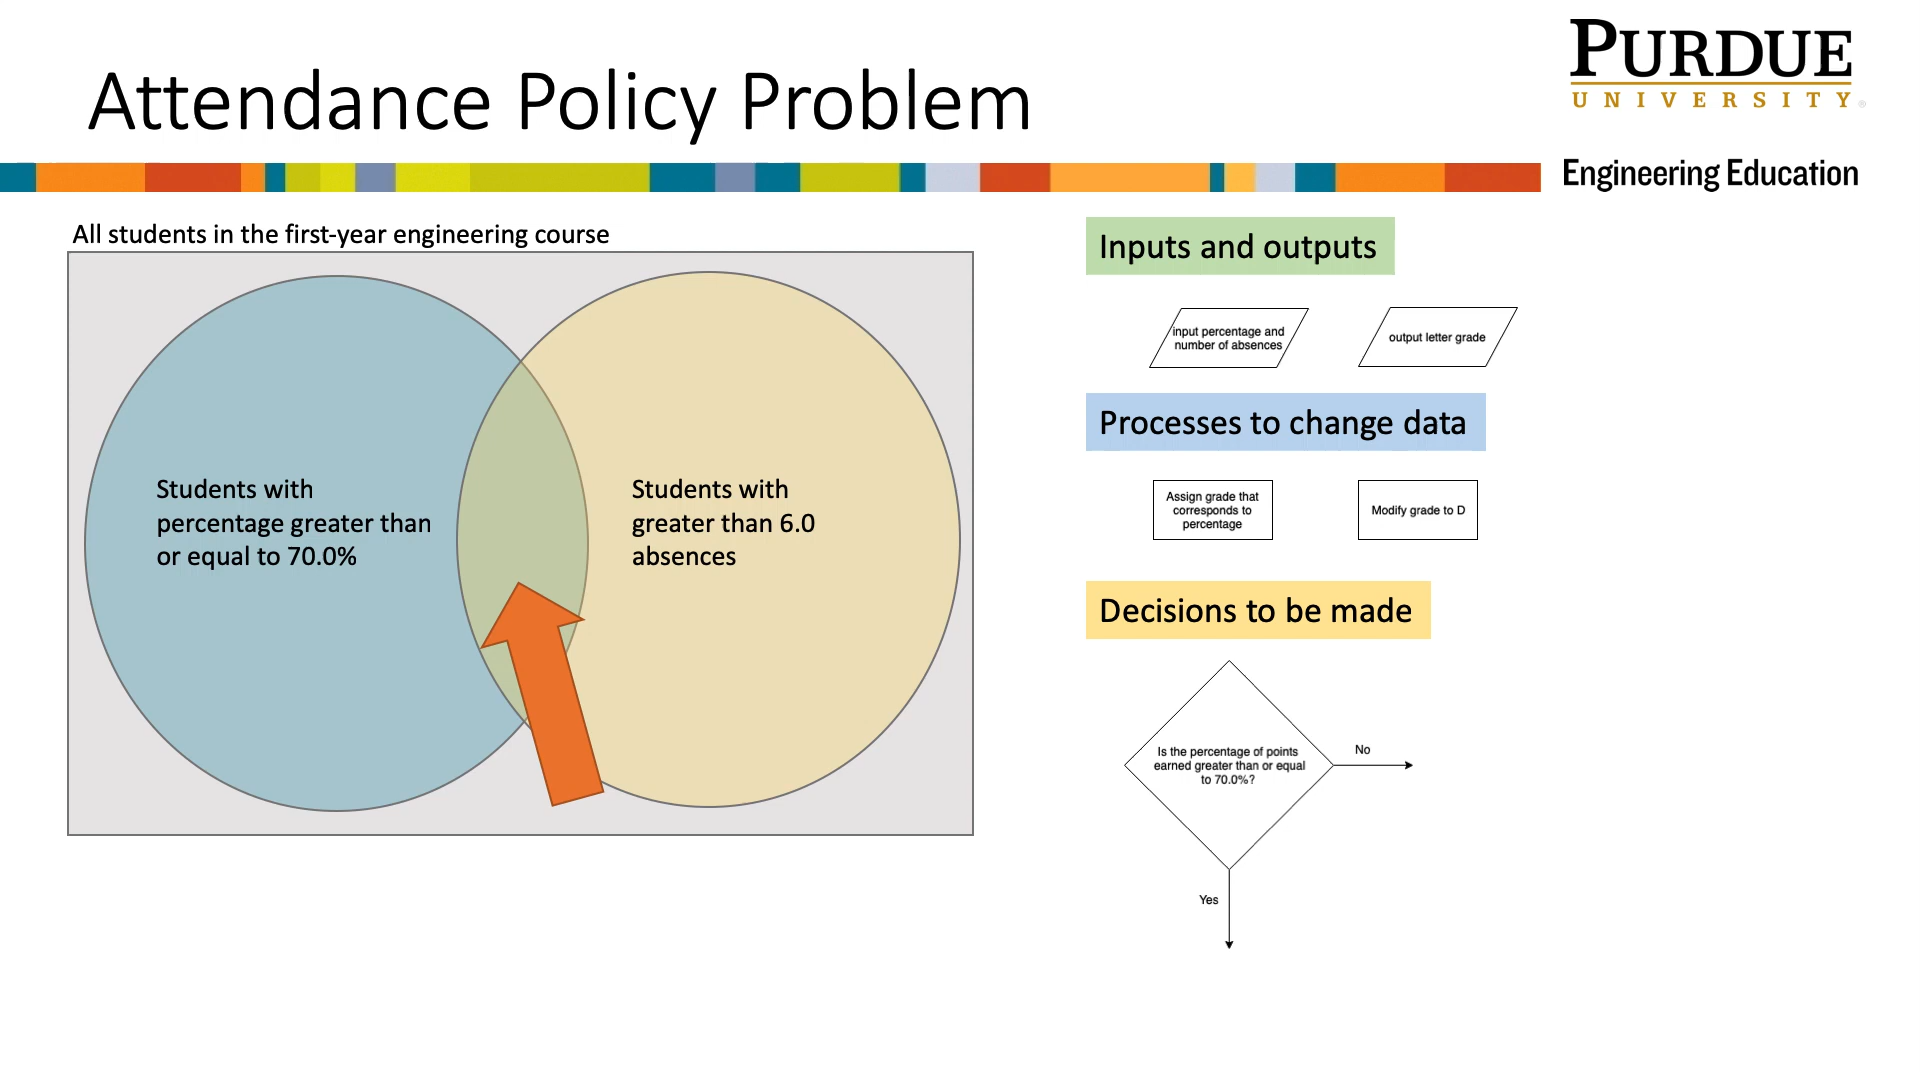 Attendance Policy Problem
PURDUE
UNIVERSITY®
Engineering Education
All students in the first-year engineering course
Students with
percentage greater than
or equal to 70.0%
Students with
greater than 6.0
absences
Inputs and outputs
input percentage and
number of absences
output letter grade
Processes to change data
Assign grade that
corresponds to
percentage
Modify grade to D
Decisions to be made
Is the percentage of points
earned greater than or equal
to 70.0%?
No
Yes